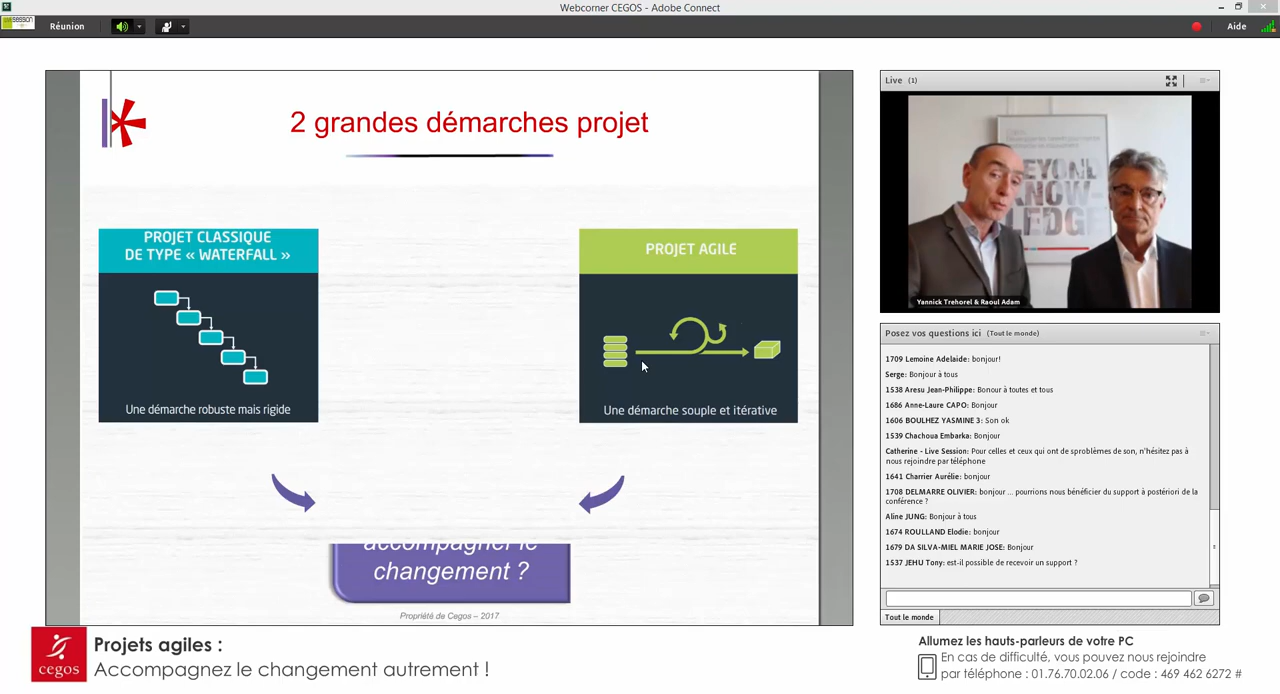 Webcorner CEGOS - Adobe Connect
Réunion
Aide
2 grandes démarches projet
PROJET CLASSIQUE
DE TYPE « WATERFALL »
Une démarche robuste mais rigide
PROJET AGILE
Une démarche souple et itérative
accompagner le
changement ?
Propriété de Cegos – 2017
Live (1)
BEYOND
KNOW-
LEDGE
Yannick Trehorel & Raoul Adam
Posez vos questions ici (Tout le monde)
1709 Lemoine Adelaide: bonjour!
Serge: Bonjour à tous
1538 Aresu Jean-Philippe: Bonour à toutes et tous
1686 Anne-Laure CAPO: Bonjour
1606 BOULHEZ YASMINE 3: Son ok
1539 Chachoua Embarka: Bonjour
Catherine - Live Session: Pour celles et ceux qui ont de sproblèmes de son, n'hésitez pas à
nous rejoindre par téléphone
1641 Charrier Aurélie: bonjour
1708 DELMARRE OLIVIER: bonjour ... pourrions nous bénéficier du support à postériori de la
conférence ?
Aline JUNG: Bonjour à tous
1674 ROULLAND Elodie: bonjour
1679 DA SILVA-MIEL MARIE JOSE: Bonjour
1537 JEHU Tony: est-il possible de recevoir un support ?
Tout le monde
cegos
Projets agiles :
Accompagnez le changement autrement !
Allumez les hauts-parleurs de votre PC
En cas de difficulté, vous pouvez nous rejoindre
par téléphone : 01.76.70.02.06 / code : 469 462 6272 #